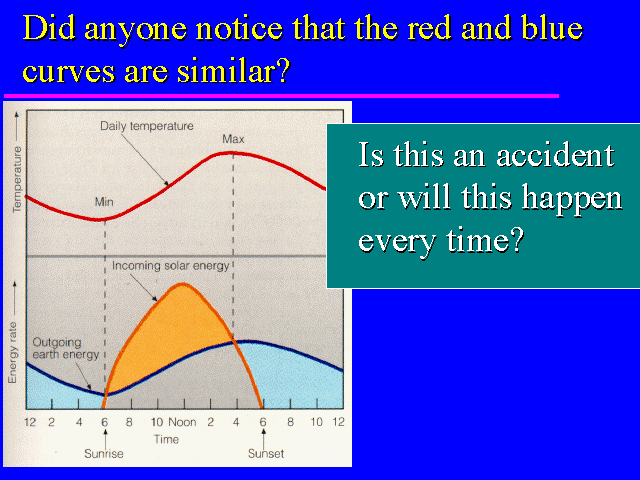 Did anyone notice that the red and blue
curves are similar?
Is this an accident
or will this happen
every time?
Temperature
Daily temperature
Max
Min
Energy rate
Incoming solar energy
Outgoing
earth energy
12 2 4 6 8 10 Noon 2 4 6 8 10 12
Time
Sunrise
Sunset